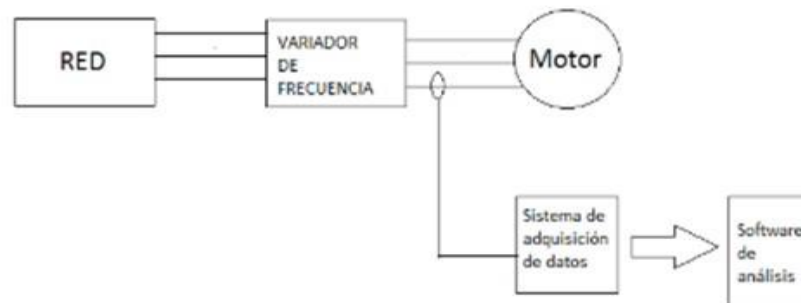 RED
VARIADOR
DE
FRECUENCIA
Motor
Sistema de
adquisición
de datos
Software
de
análisis